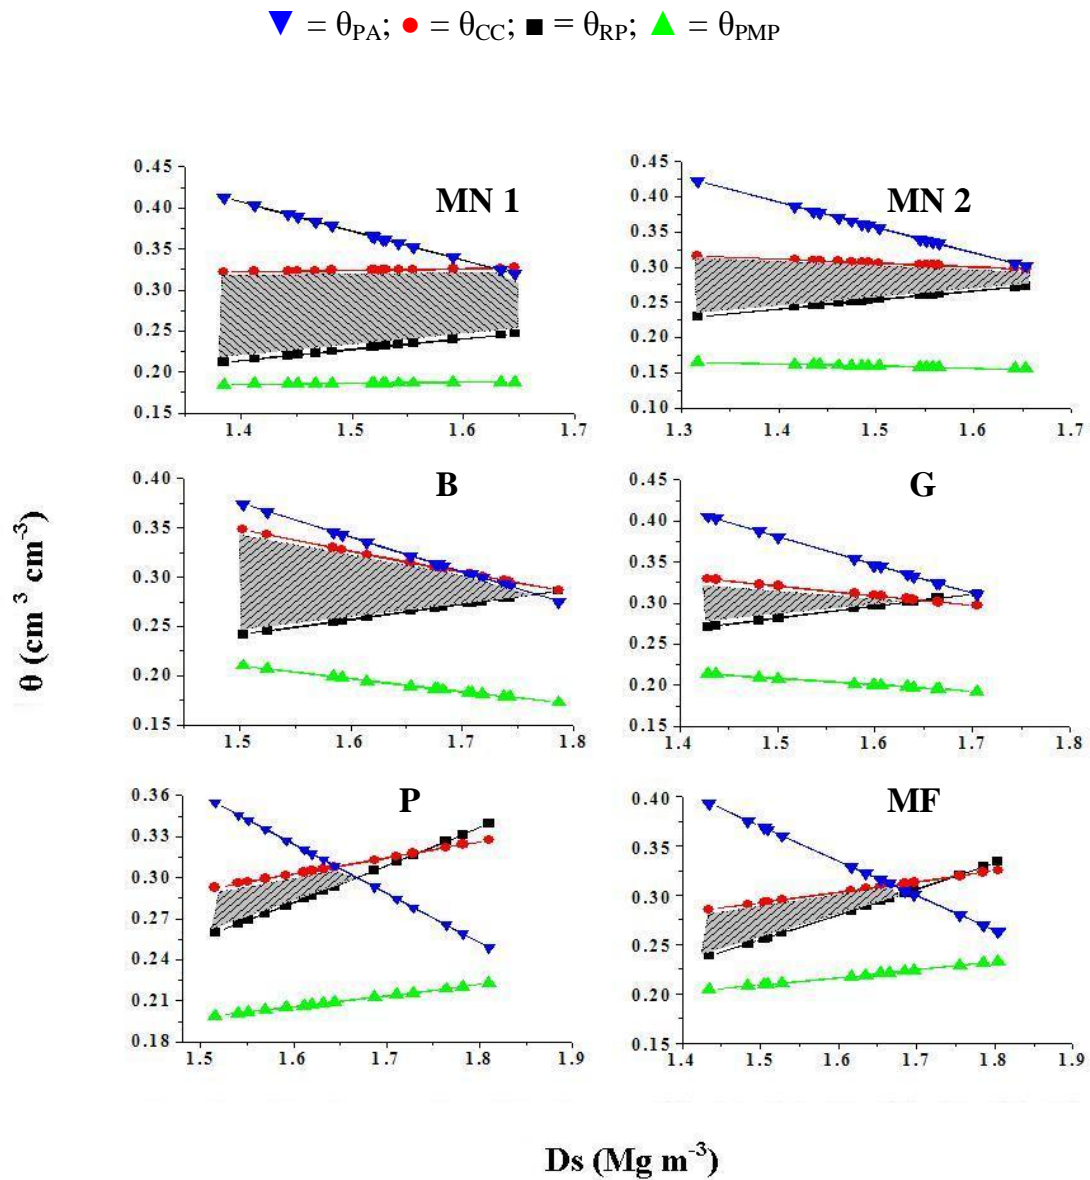 ▼ = θPA; ● = θCC; ■ = θRP; ▲ = θPMP
MN 1
0.45
0.40
0.35
0.30
0.25
0.20
0.15
1.4 1.5 1.6 1.7
MN 2
0.45
0.40
0.35
0.30
0.25
0.20
0.15
0.10
1.3 1.4 1.5 1.6 1.7
B
0.40
0.35
0.30
0.25
0.20
0.15
1.5 1.6 1.7 1.8
G
0.45
0.40
0.35
0.30
0.25
0.20
0.15
1.4 1.5 1.6 1.7 1.8
P
0.36
0.33
0.30
0.27
0.24
0.21
0.18
1.5 1.6 1.7 1.8 1.9
MF
0.40
0.35
0.30
0.25
0.20
0.15
1.4 1.5 1.6 1.7 1.8 1.9
θ (cm³ cm⁻³)
Ds (Mg m⁻³)